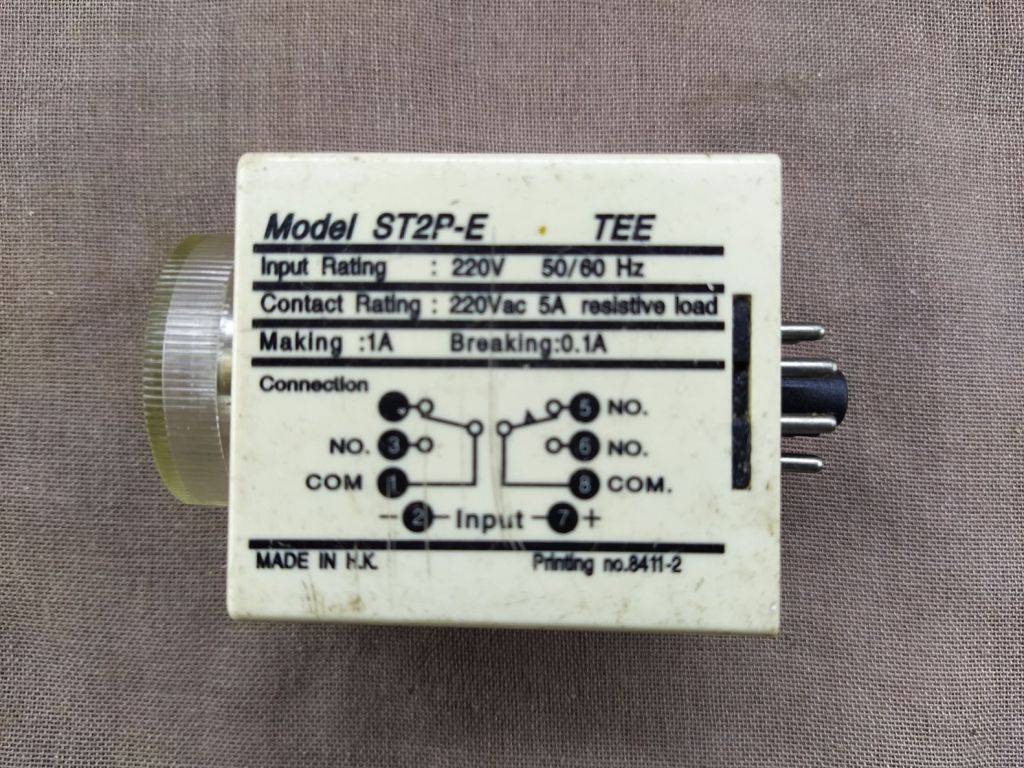 Model ST2P-E TEE
Input Rating : 220V 50/60 Hz
Contact Rating : 220Vac 5A resistive load
Making :1A Breaking:0.1A
Connection
5 NO.
NO. 3 6 NO.
COM 1 8 COM.
- 2 Input 7 +
MADE IN H.K.
Printing no.8411-2